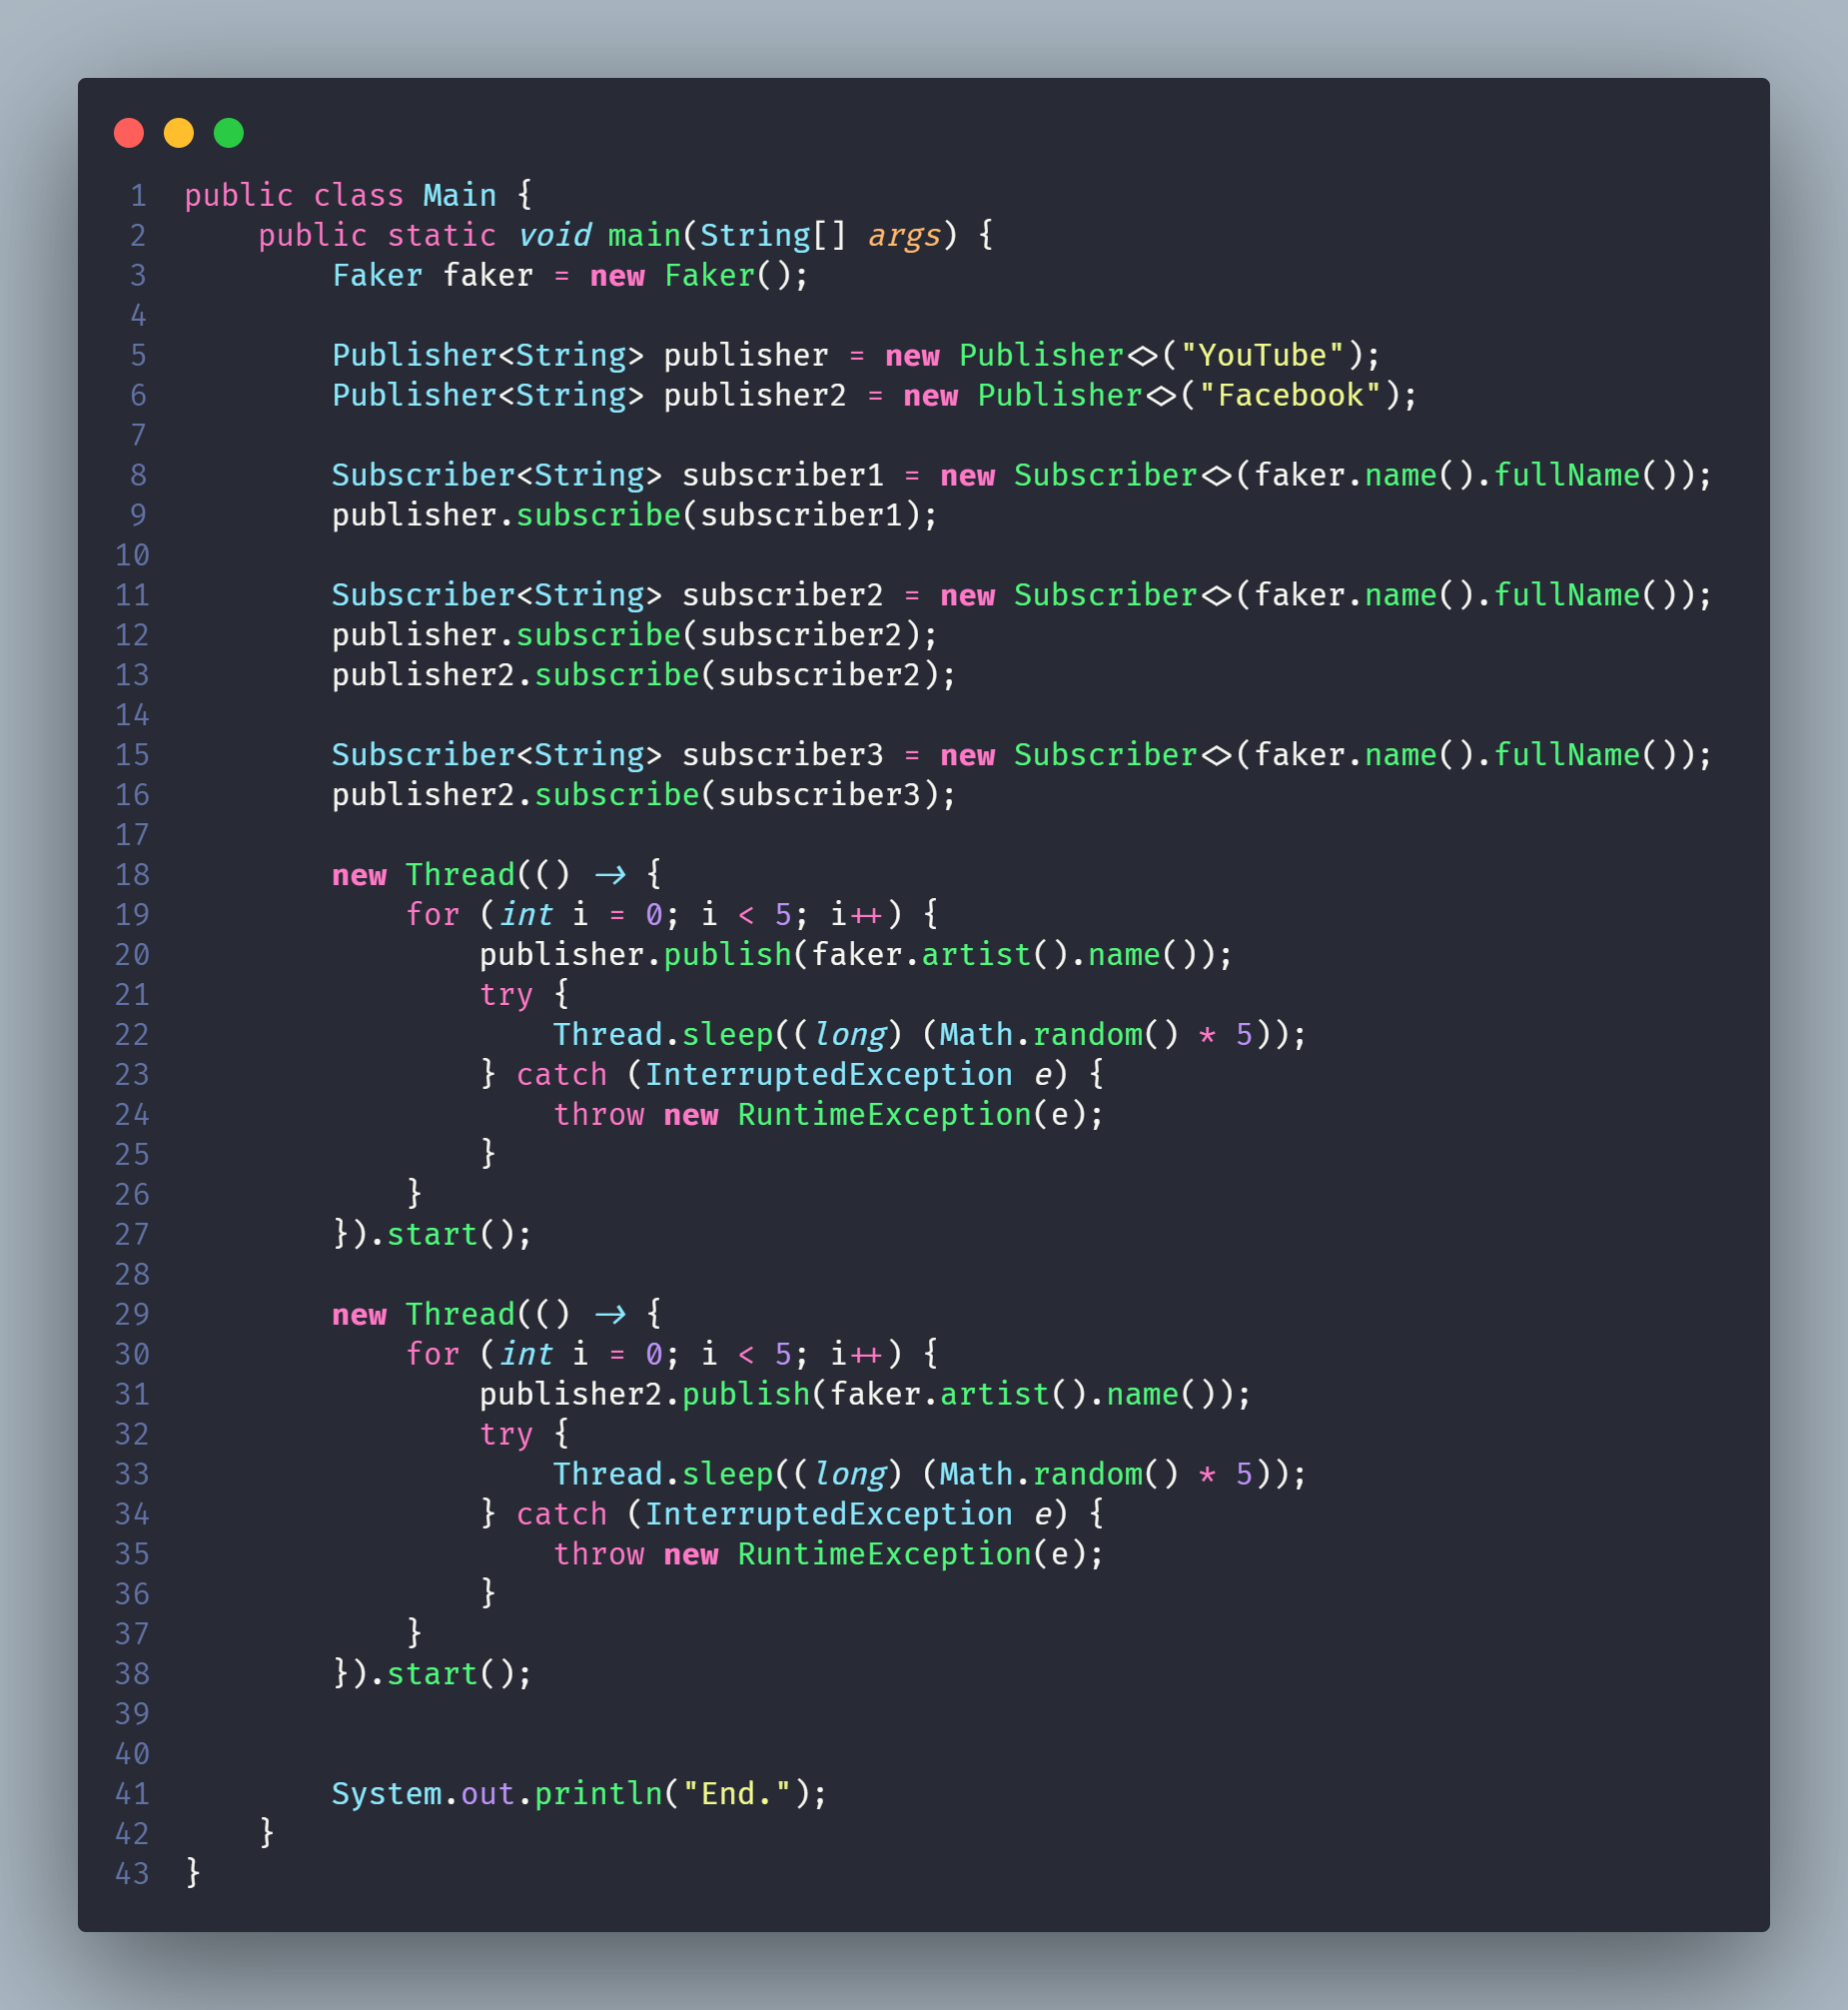 1 public class Main {
2     public static void main(String[] args) {
3         Faker faker = new Faker();
4
5         Publisher<String> publisher = new Publisher<>("YouTube");
6         Publisher<String> publisher2 = new Publisher<>("Facebook");
7
8         Subscriber<String> subscriber1 = new Subscriber<>(faker.name().fullName());
9         publisher.subscribe(subscriber1);
10
11         Subscriber<String> subscriber2 = new Subscriber<>(faker.name().fullName());
12         publisher.subscribe(subscriber2);
13         publisher2.subscribe(subscriber2);
14
15         Subscriber<String> subscriber3 = new Subscriber<>(faker.name().fullName());
16         publisher2.subscribe(subscriber3);
17
18         new Thread(() -> {
19             for (int i = 0; i < 5; i++) {
20                 publisher.publish(faker.artist().name());
21                 try {
22                     Thread.sleep((long) (Math.random() * 5));
23                 } catch (InterruptedException e) {
24                     throw new RuntimeException(e);
25                 }
26             }
27         }).start();
28
29         new Thread(() -> {
30             for (int i = 0; i < 5; i++) {
31                 publisher2.publish(faker.artist().name());
32                 try {
33                     Thread.sleep((long) (Math.random() * 5));
34                 } catch (InterruptedException e) {
35                     throw new RuntimeException(e);
36                 }
37             }
38         }).start();
39
40
41         System.out.println("End.");
42     }
43 }